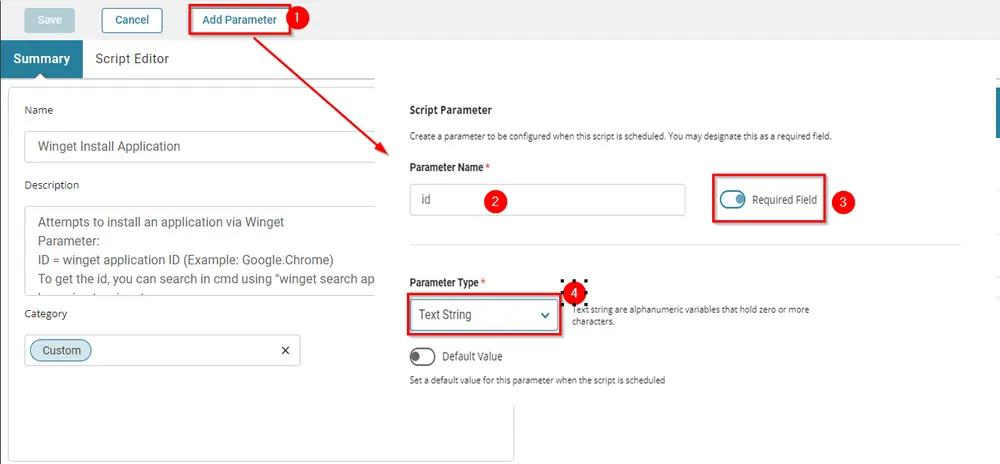 Save
Cancel
Add Parameter
1
Summary
Script Editor
Name
Winget Install Application
Description
Attempts to install an application via Winget
Parameter:
ID = winget application ID (Example: Google.Chrome)
To get the id, you can search in cmd using "winget search ap
Category
Custom
Script Parameter
Create a parameter to be configured when this script is scheduled. You may designate this as a required field.
Parameter Name *
id
2
Required Field
3
Parameter Type *
4
Text String
Text string are alphanumeric variables that hold zero or more
characters.
Default Value
Set a default value for this parameter when the script is scheduled